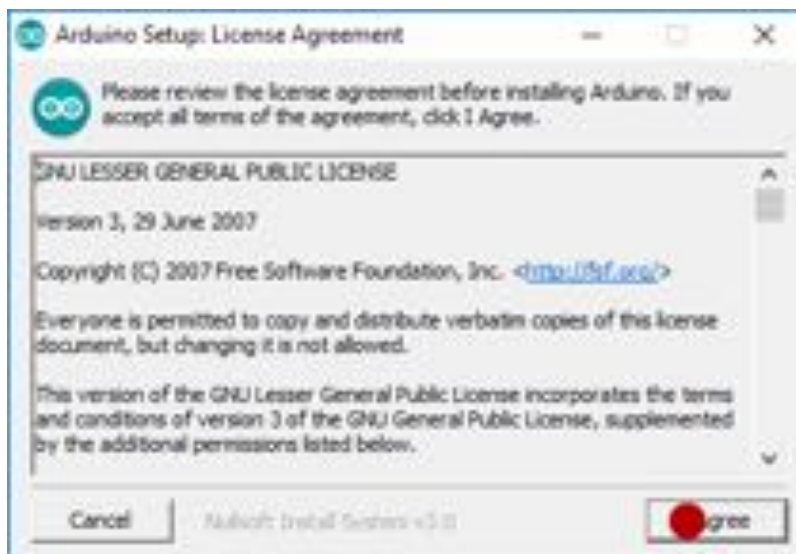 Arduino Setup: License Agreement
Please review the license agreement before installing Arduino. If you
accept all terms of the agreement, click I Agree.
GNU LESSER GENERAL PUBLIC LICENSE
Version 3, 29 June 2007
Copyright (C) 2007 Free Software Foundation, Inc. <http://fsf.org/>
Everyone is permitted to copy and distribute verbatim copies of this license
document, but changing it is not allowed.
This version of the GNU Lesser General Public License incorporates the terms
and conditions of version 3 of the GNU General Public License, supplemented
by the additional permissions listed below.
Cancel
Nullsoft Install System v3.0
gree